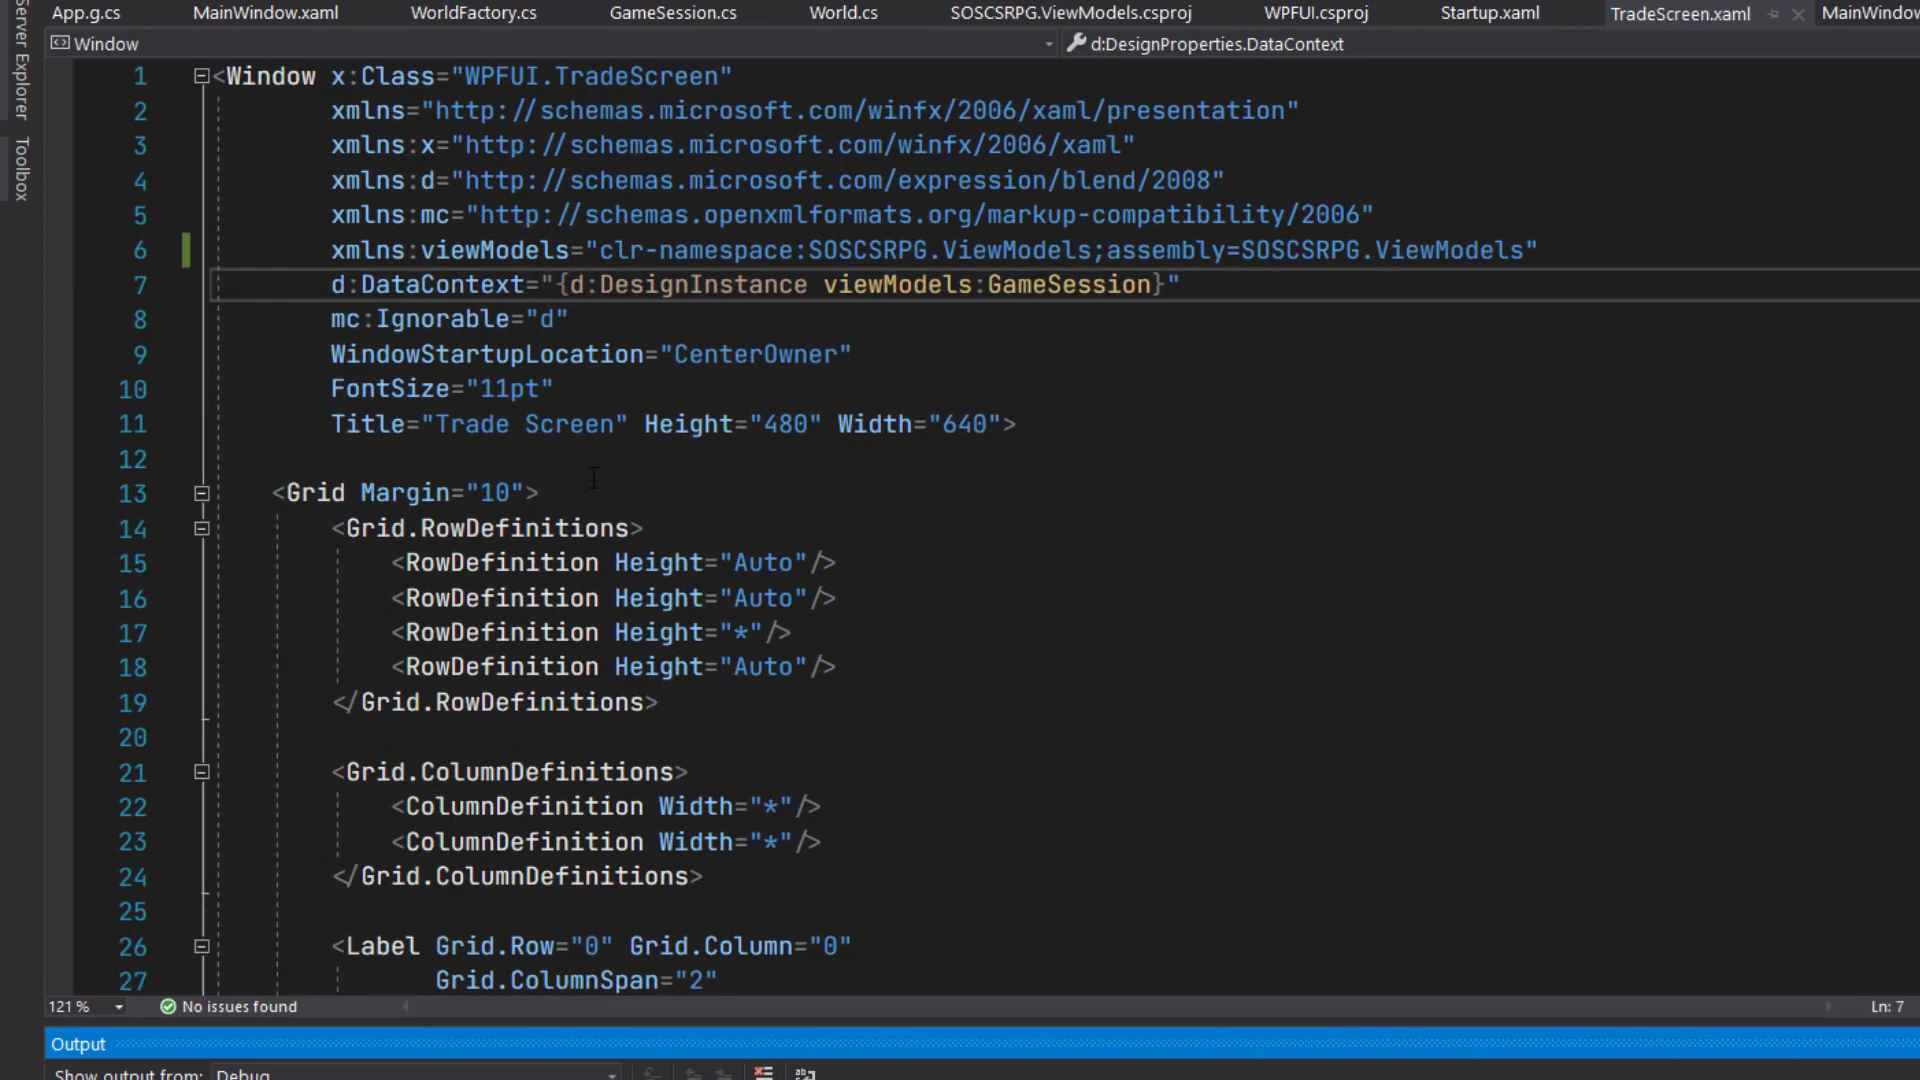 App.g.cs MainWindow.xaml WorldFactory.cs GameSession.cs World.cs SOSCSRPG.ViewModels.csproj WPFUI.csproj Startup.xaml TradeScreen.xaml MainWindow
Server Explorer
Toolbox
Window d:DesignProperties.DataContext
1 <Window x:Class="WPFUI.TradeScreen"
2 xmlns="http://schemas.microsoft.com/winfx/2006/xaml/presentation"
3 xmlns:x="http://schemas.microsoft.com/winfx/2006/xaml"
4 xmlns:d="http://schemas.microsoft.com/expression/blend/2008"
5 xmlns:mc="http://schemas.openxmlformats.org/markup-compatibility/2006"
6 xmlns:viewModels="clr-namespace:SOSCSRPG.ViewModels;assembly=SOSCSRPG.ViewModels"
7 d:DataContext="{d:DesignInstance viewModels:GameSession}"
8 mc:Ignorable="d"
9 WindowStartupLocation="CenterOwner"
10 FontSize="11pt"
11 Title="Trade Screen" Height="480" Width="640">
12
13 <Grid Margin="10">
14 <Grid.RowDefinitions>
15 <RowDefinition Height="Auto"/>
16 <RowDefinition Height="Auto"/>
17 <RowDefinition Height="*"/>
18 <RowDefinition Height="Auto"/>
19 </Grid.RowDefinitions>
20
21 <Grid.ColumnDefinitions>
22 <ColumnDefinition Width="*"/>
23 <ColumnDefinition Width="*"/>
24 </Grid.ColumnDefinitions>
25
26 <Label Grid.Row="0" Grid.Column="0"
27 Grid.ColumnSpan="2"
121 % No issues found Ln: 7
Output
Show output from: Debug